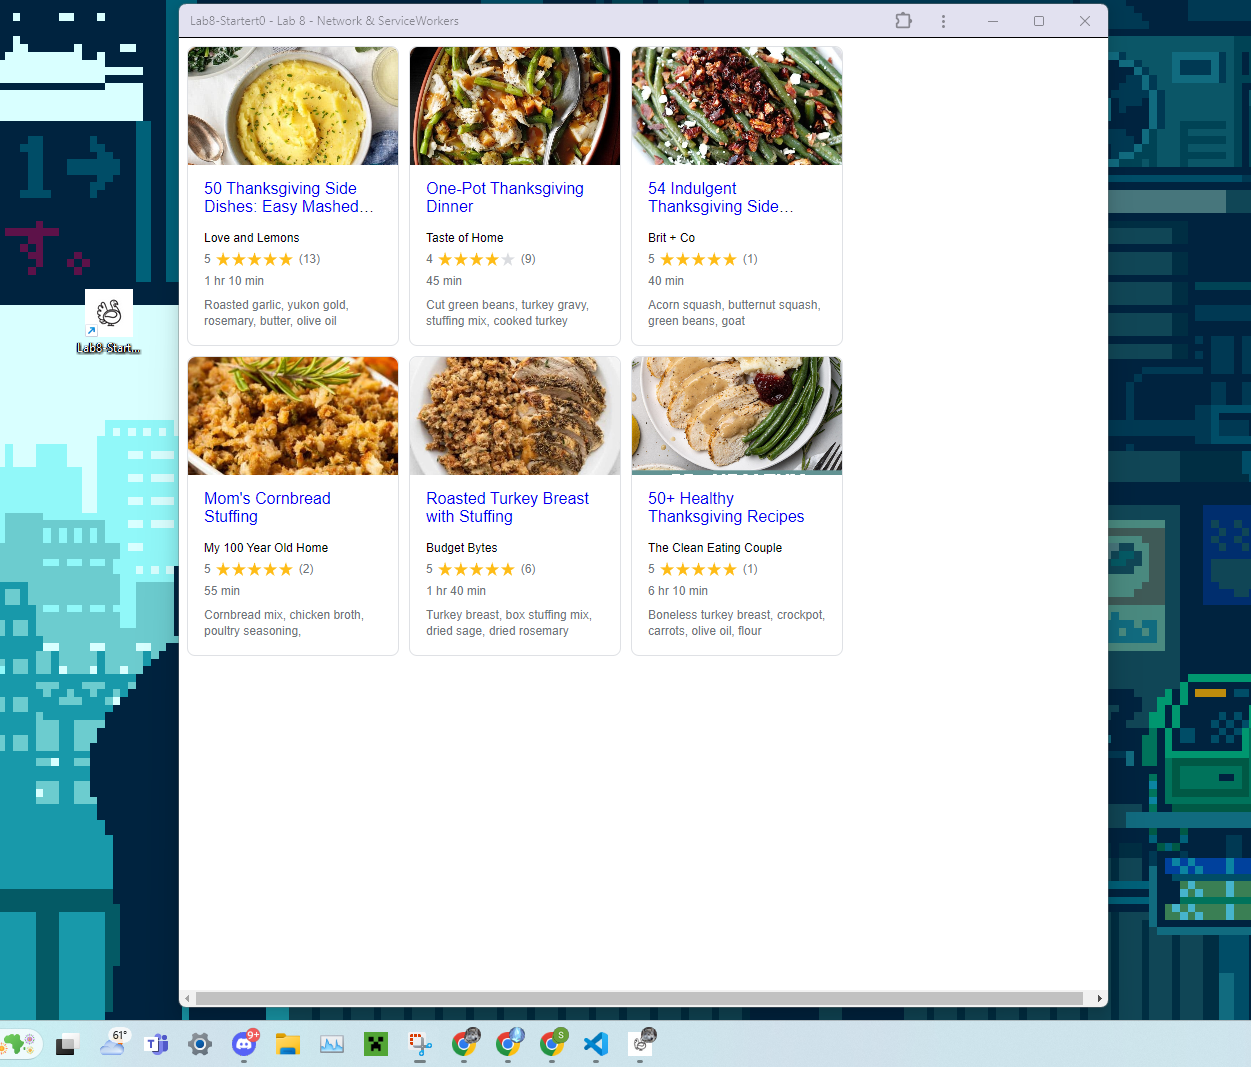 Lab8-Startert0 - Lab 8 - Network & ServiceWorkers
50 Thanksgiving Side
Dishes: Easy Mashed…
Love and Lemons
5 ★★★★★ (13)
1 hr 10 min
Roasted garlic, yukon gold,
rosemary, butter, olive oil
One-Pot Thanksgiving
Dinner
Taste of Home
4 ★★★★★ (9)
45 min
Cut green beans, turkey gravy,
stuffing mix, cooked turkey
54 Indulgent
Thanksgiving Side…
Brit + Co
5 ★★★★★ (1)
40 min
Acorn squash, butternut squash,
green beans, goat
Lab8-Start...
Mom's Cornbread
Stuffing
My 100 Year Old Home
5 ★★★★★ (2)
55 min
Cornbread mix, chicken broth,
poultry seasoning,
Roasted Turkey Breast
with Stuffing
Budget Bytes
5 ★★★★★ (6)
1 hr 40 min
Turkey breast, box stuffing mix,
dried sage, dried rosemary
50+ Healthy
Thanksgiving Recipes
The Clean Eating Couple
5 ★★★★★ (1)
6 hr 10 min
Boneless turkey breast, crockpot,
carrots, olive oil, flour
61°
T
9+
S